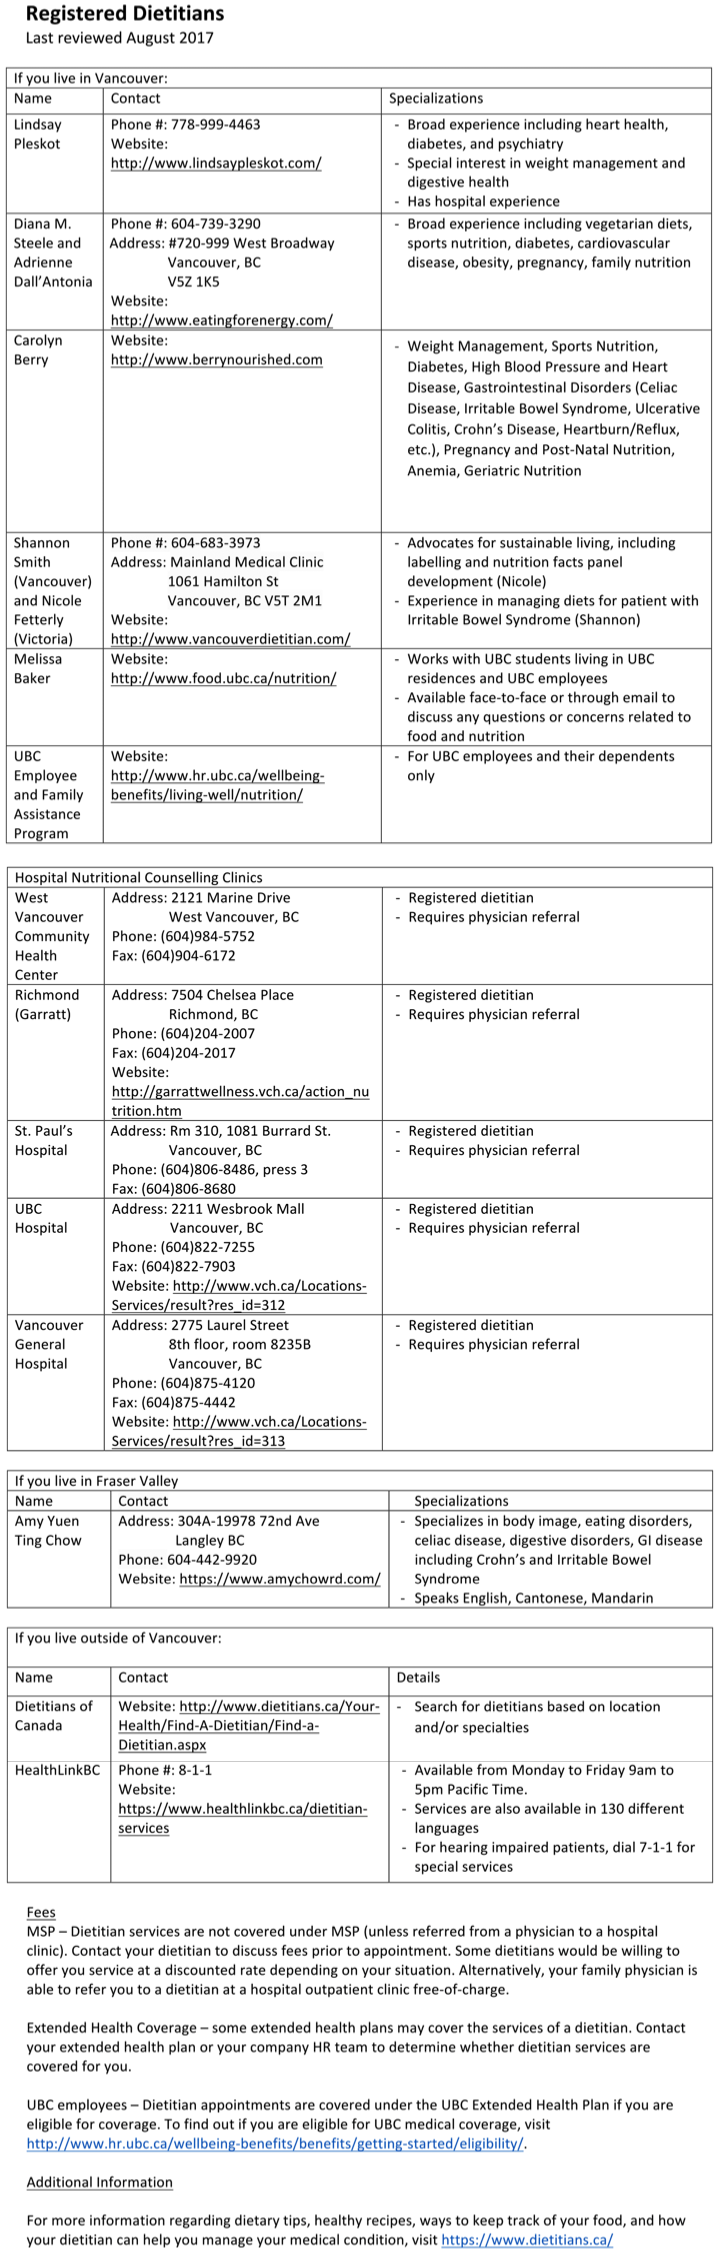 Registered Dietitians
Last reviewed August 2017
If you live in Vancouver:
Name Contact Specializations
Lindsay Pleskot
Phone #: 778-999-4463
Website:
http://www.lindsaypleskot.com/
- Broad experience including heart health,
diabetes, and psychiatry
- Special interest in weight management and
digestive health
- Has hospital experience
Diana M.
Steele and
Adrienne
Dall'Antonia
Phone #: 604-739-3290
Address: #720-999 West Broadway
Vancouver, BC
V5Z 1K5
Website:
http://www.eatingforenergy.com/
- Broad experience including vegetarian diets,
sports nutrition, diabetes, cardiovascular
disease, obesity, pregnancy, family nutrition
Carolyn
Berry
Website:
http://www.berrynourished.com
- Weight Management, Sports Nutrition,
Diabetes, High Blood Pressure and Heart
Disease, Gastrointestinal Disorders (Celiac
Disease, Irritable Bowel Syndrome, Ulcerative
Colitis, Crohn's Disease, Heartburn/Reflux,
etc.), Pregnancy and Post-Natal Nutrition,
Anemia, Geriatric Nutrition
Shannon
Smith
(Vancouver)
and Nicole
Fetterly
(Victoria)
Phone #: 604-683-3973
Address: Mainland Medical Clinic
1061 Hamilton St
Vancouver, BC V5T 2M1
Website:
http://www.vancouverdietitian.com/
- Advocates for sustainable living, including
labelling and nutrition facts panel
development (Nicole)
- Experience in managing diets for patient with
Irritable Bowel Syndrome (Shannon)
Melissa
Baker
Website:
http://www.food.ubc.ca/nutrition/
- Works with UBC students living in UBC
residences and UBC employees
- Available face-to-face or through email to
discuss any questions or concerns related to
food and nutrition
UBC
Employee
and Family
Assistance
Program
Website:
http://www.hr.ubc.ca/wellbeing-
benefits/living-well/nutrition/
- For UBC employees and their dependents
only
Hospital Nutritional Counselling Clinics
West
Vancouver
Community
Health
Center
Address: 2121 Marine Drive
West Vancouver, BC
Phone: (604)984-5752
Fax: (604)904-6172
- Registered dietitian
- Requires physician referral
Richmond
(Garratt)
Address: 7504 Chelsea Place
Richmond, BC
Phone: (604)204-2007
Fax: (604)204-2017
Website:
http://garrattwellness.vch.ca/action_nu
trition.htm
- Registered dietitian
- Requires physician referral
St. Paul's
Hospital
Address: Rm 310, 1081 Burrard St.
Vancouver, BC
Phone: (604)806-8486, press 3
Fax: (604)806-8680
- Registered dietitian
- Requires physician referral
UBC
Hospital
Address: 2211 Wesbrook Mall
Vancouver, BC
Phone: (604)822-7255
Fax: (604)822-7903
Website: http://www.vch.ca/Locations-
Services/result?res_id=312
- Registered dietitian
- Requires physician referral
Vancouver
General
Hospital
Address: 2775 Laurel Street
8th floor, room 8235B
Vancouver, BC
Phone: (604)875-4120
Fax: (604)875-4442
Website: http://www.vch.ca/Locations-
Services/result?res_id=313
- Registered dietitian
- Requires physician referral
If you live in Fraser Valley
Name Contact Specializations
Amy Yuen
Ting Chow
Address: 304A-19978 72nd Ave
Langley BC
Phone: 604-442-9920
Website: https://www.amychowrd.com/
- Specializes in body image, eating disorders,
celiac disease, digestive disorders, GI disease
including Crohn's and Irritable Bowel
Syndrome
- Speaks English, Cantonese, Mandarin
If you live outside of Vancouver:
Name Contact Details
Dietitians of
Canada
Website: http://www.dietitians.ca/Your-
Health/Find-A-Dietitian/Find-a-
Dietitian.aspx
- Search for dietitians based on location
and/or specialties
HealthLinkBC
Phone #: 8-1-1
Website:
https://www.healthlinkbc.ca/dietitian-
services
- Available from Monday to Friday 9am to
5pm Pacific Time.
- Services are also available in 130 different
languages
- For hearing impaired patients, dial 7-1-1 for
special services
Fees
MSP – Dietitian services are not covered under MSP (unless referred from a physician to a hospital
clinic). Contact your dietitian to discuss fees prior to appointment. Some dietitians would be willing to
offer you service at a discounted rate depending on your situation. Alternatively, your family physician is
able to refer you to a dietitian at a hospital outpatient clinic free-of-charge.
Extended Health Coverage – some extended health plans may cover the services of a dietitian. Contact
your extended health plan or your company HR team to determine whether dietitian services are
covered for you.
UBC employees – Dietitian appointments are covered under the UBC Extended Health Plan if you are
eligible for coverage. To find out if you are eligible for UBC medical coverage, visit
http://www.hr.ubc.ca/wellbeing-benefits/benefits/getting-started/eligibility/.
Additional Information
For more information regarding dietary tips, healthy recipes, ways to keep track of your food, and how
your dietitian can help you manage your medical condition, visit https://www.dietitians.ca/